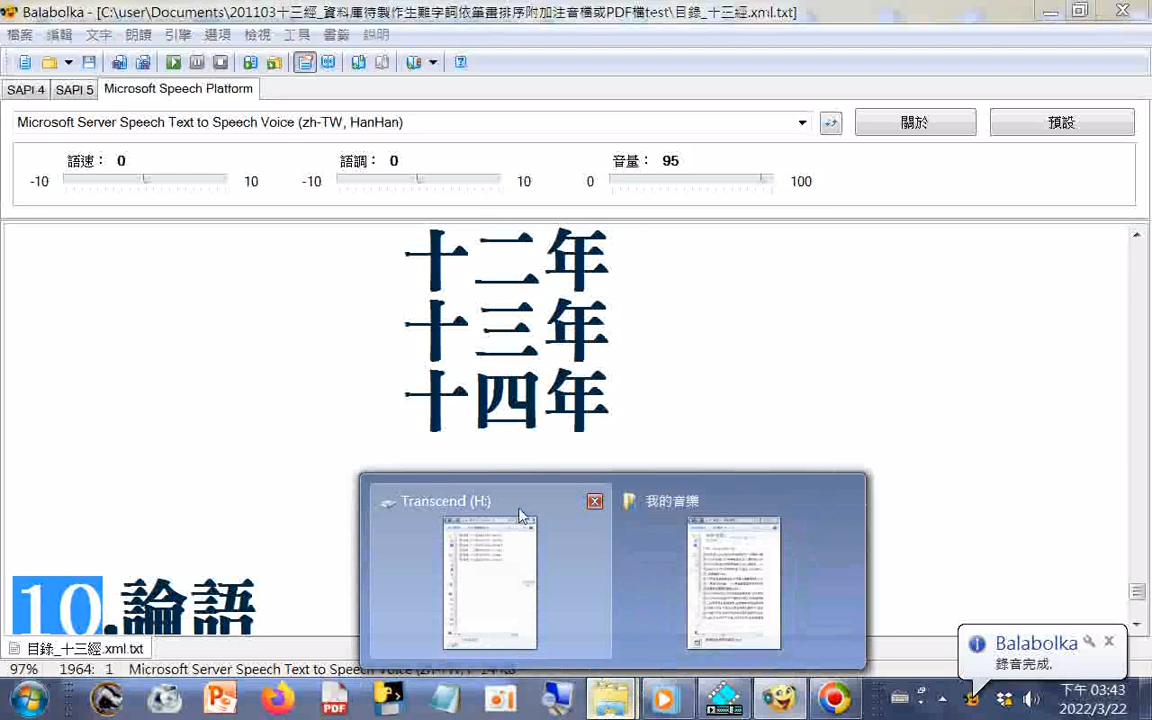 Balabolka - [C:\user\Documents\201103十三經_資料庫待製作生難字詞依筆畫排序附加注音檔或PDF檔test\目錄_十三經.xml.txt]
檔案 編輯 文字 朗讀 引擎 選項 檢視 工具 書籤 說明
SAPI 4 SAPI 5 Microsoft Speech Platform
Microsoft Server Speech Text to Speech Voice (zh-TW, HanHan)
關於 預設
語速: 0 語調: 0 音量: 95
-10 10 -10 10 0 100
十二年
十三年
十四年
Transcend (H:) 我的音樂
10.論語
目錄_十三經.xml.txt
Balabolka
錄音完成.
97% 1964: 1 Microsoft Server Speech Text to Speech
下午 03:43
2022/3/22